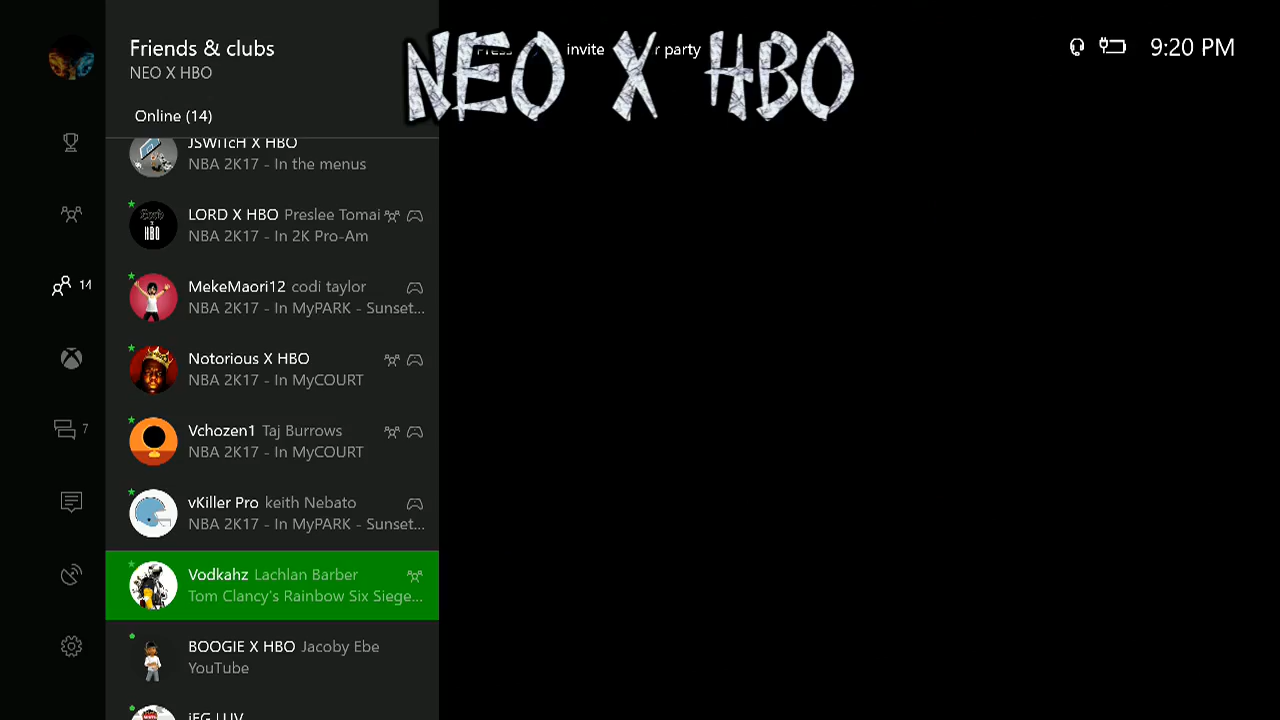 Friends & clubs
NEO X HBO
NEO X HBO
invite r party
9:20 PM
Online (14)
JSWiTcH X HBO
NBA 2K17 - In the menus
LORD X HBO Preslee Tomai
NBA 2K17 - In 2K Pro-Am
MekeMaori12 codi taylor
NBA 2K17 - In MyPARK - Sunset...
14
Notorious X HBO
NBA 2K17 - In MyCOURT
Vchozen1 Taj Burrows
NBA 2K17 - In MyCOURT
7
vKiller Pro keith Nebato
NBA 2K17 - In MyPARK - Sunset...
Vodkahz Lachlan Barber
Tom Clancy's Rainbow Six Siege...
BOOGIE X HBO Jacoby Ebe
YouTube